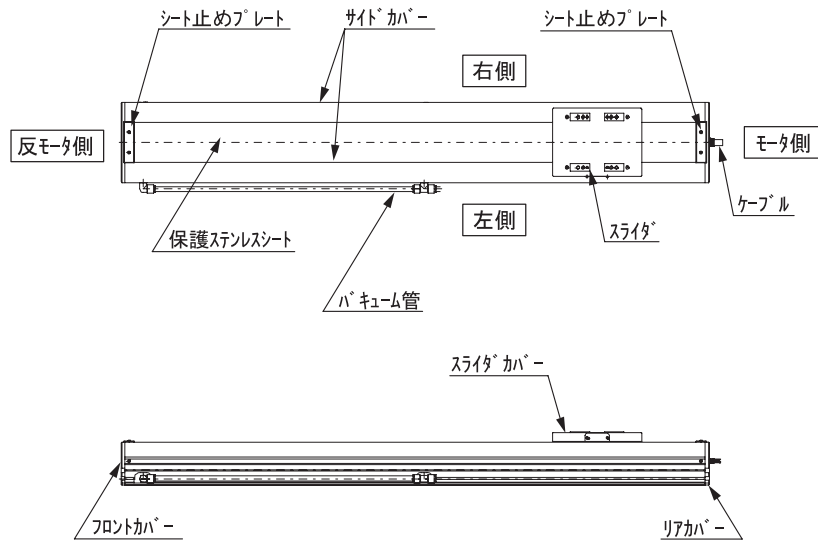 シート止めプレート
サイドカバー
シート止めプレート
右側
反モータ側
モータ側
ケーブル
左側
スライダ
保護ステンレスシート
バキューム管
スライダカバー
フロントカバー
リアカバー